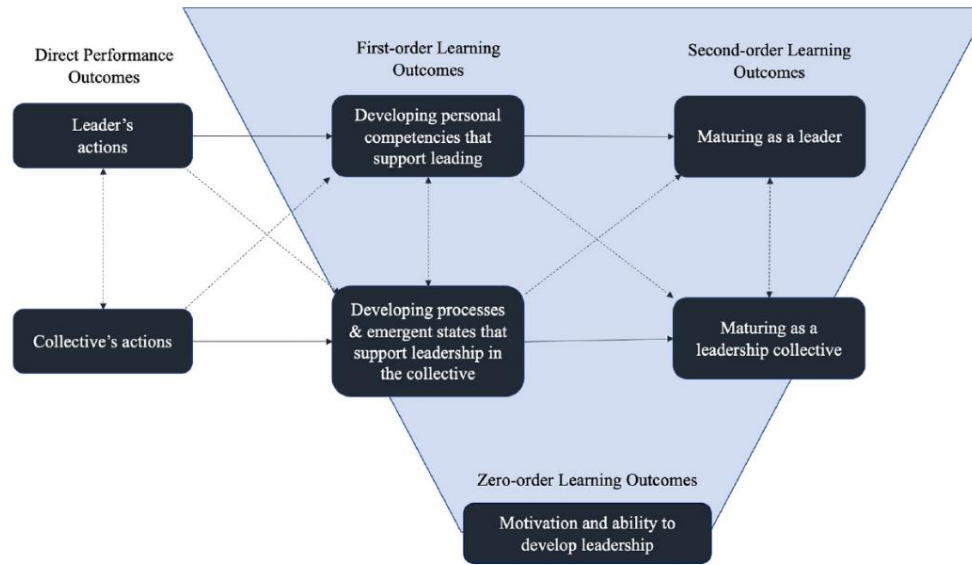 Direct Performance
Outcomes
Leader's
actions
Collective's actions
First-order Learning
Outcomes
Developing personal
competencies that
support leading
Developing processes
& emergent states that
support leadership in
the collective
Second-order Learning
Outcomes
Maturing as a leader
Maturing as a
leadership collective
Zero-order Learning Outcomes
Motivation and ability to
develop leadership